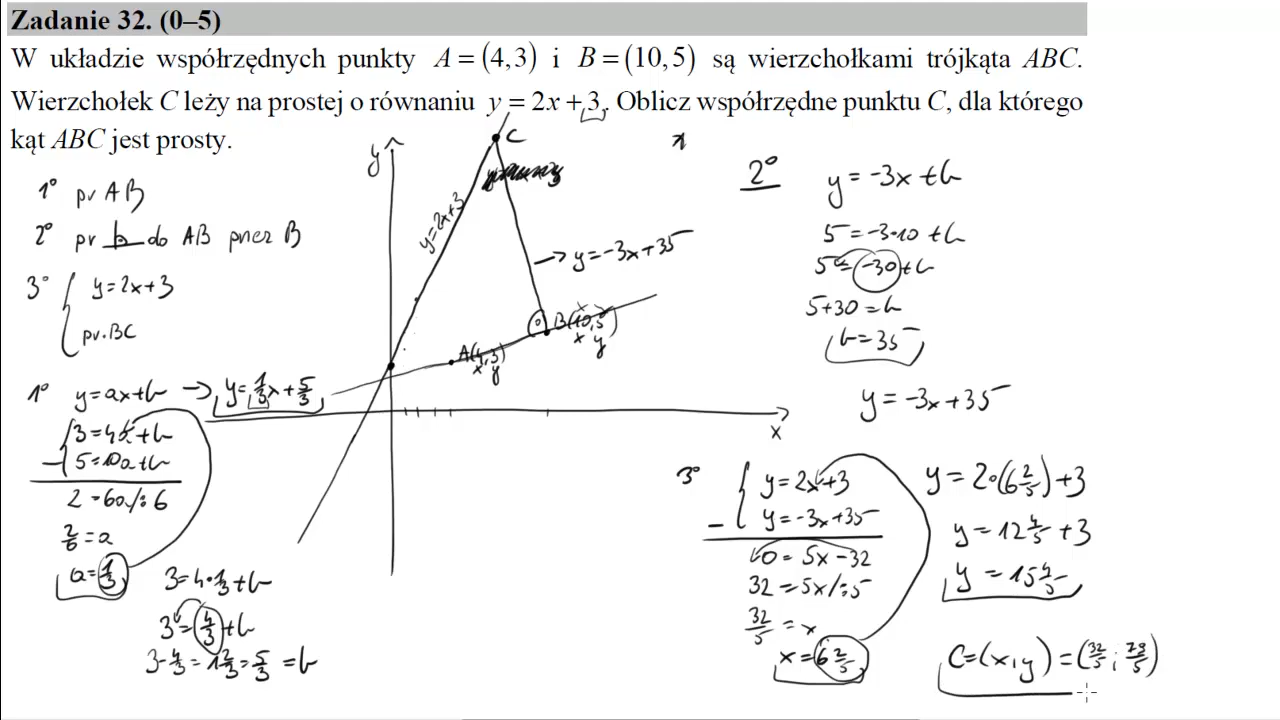 Zadanie 32. (0–5)
W układzie współrzędnych punkty A = (4,3) i B = (10,5) są wierzchołkami trójkąta ABC.
Wierzchołek C leży na prostej o równaniu y = 2x + 3. Oblicz współrzędne punktu C, dla którego
kąt ABC jest prosty.
1° pr AB
2° pr ⊥ do AB przez B
3° { y=2x+3
pr. BC
1° y=ax+b → y=1/3x+5/3
3=4a+b
- 5=10a+b
2=6a/:6
2/6=a
a=1/3
3=4·1/3+b
3=4/3+b
3-4/3=1 2/3=5/3=b
y
C
y=2x+3
→ y=-3x+35
B(10,5)
x y
A(4,3)
x y
x
2° y=-3x+b
5=-3·10+b
5=-30+b
5+30=b
b=35
y=-3x+35
3° { y=2x+3
- y=-3x+35
0=5x-32
32=5x/:5
32/5=x
x=6 2/5
y=2·(6 2/5)+3
y=12 4/5+3
y=15 4/5
C=(x,y)=(32/5; 79/5)